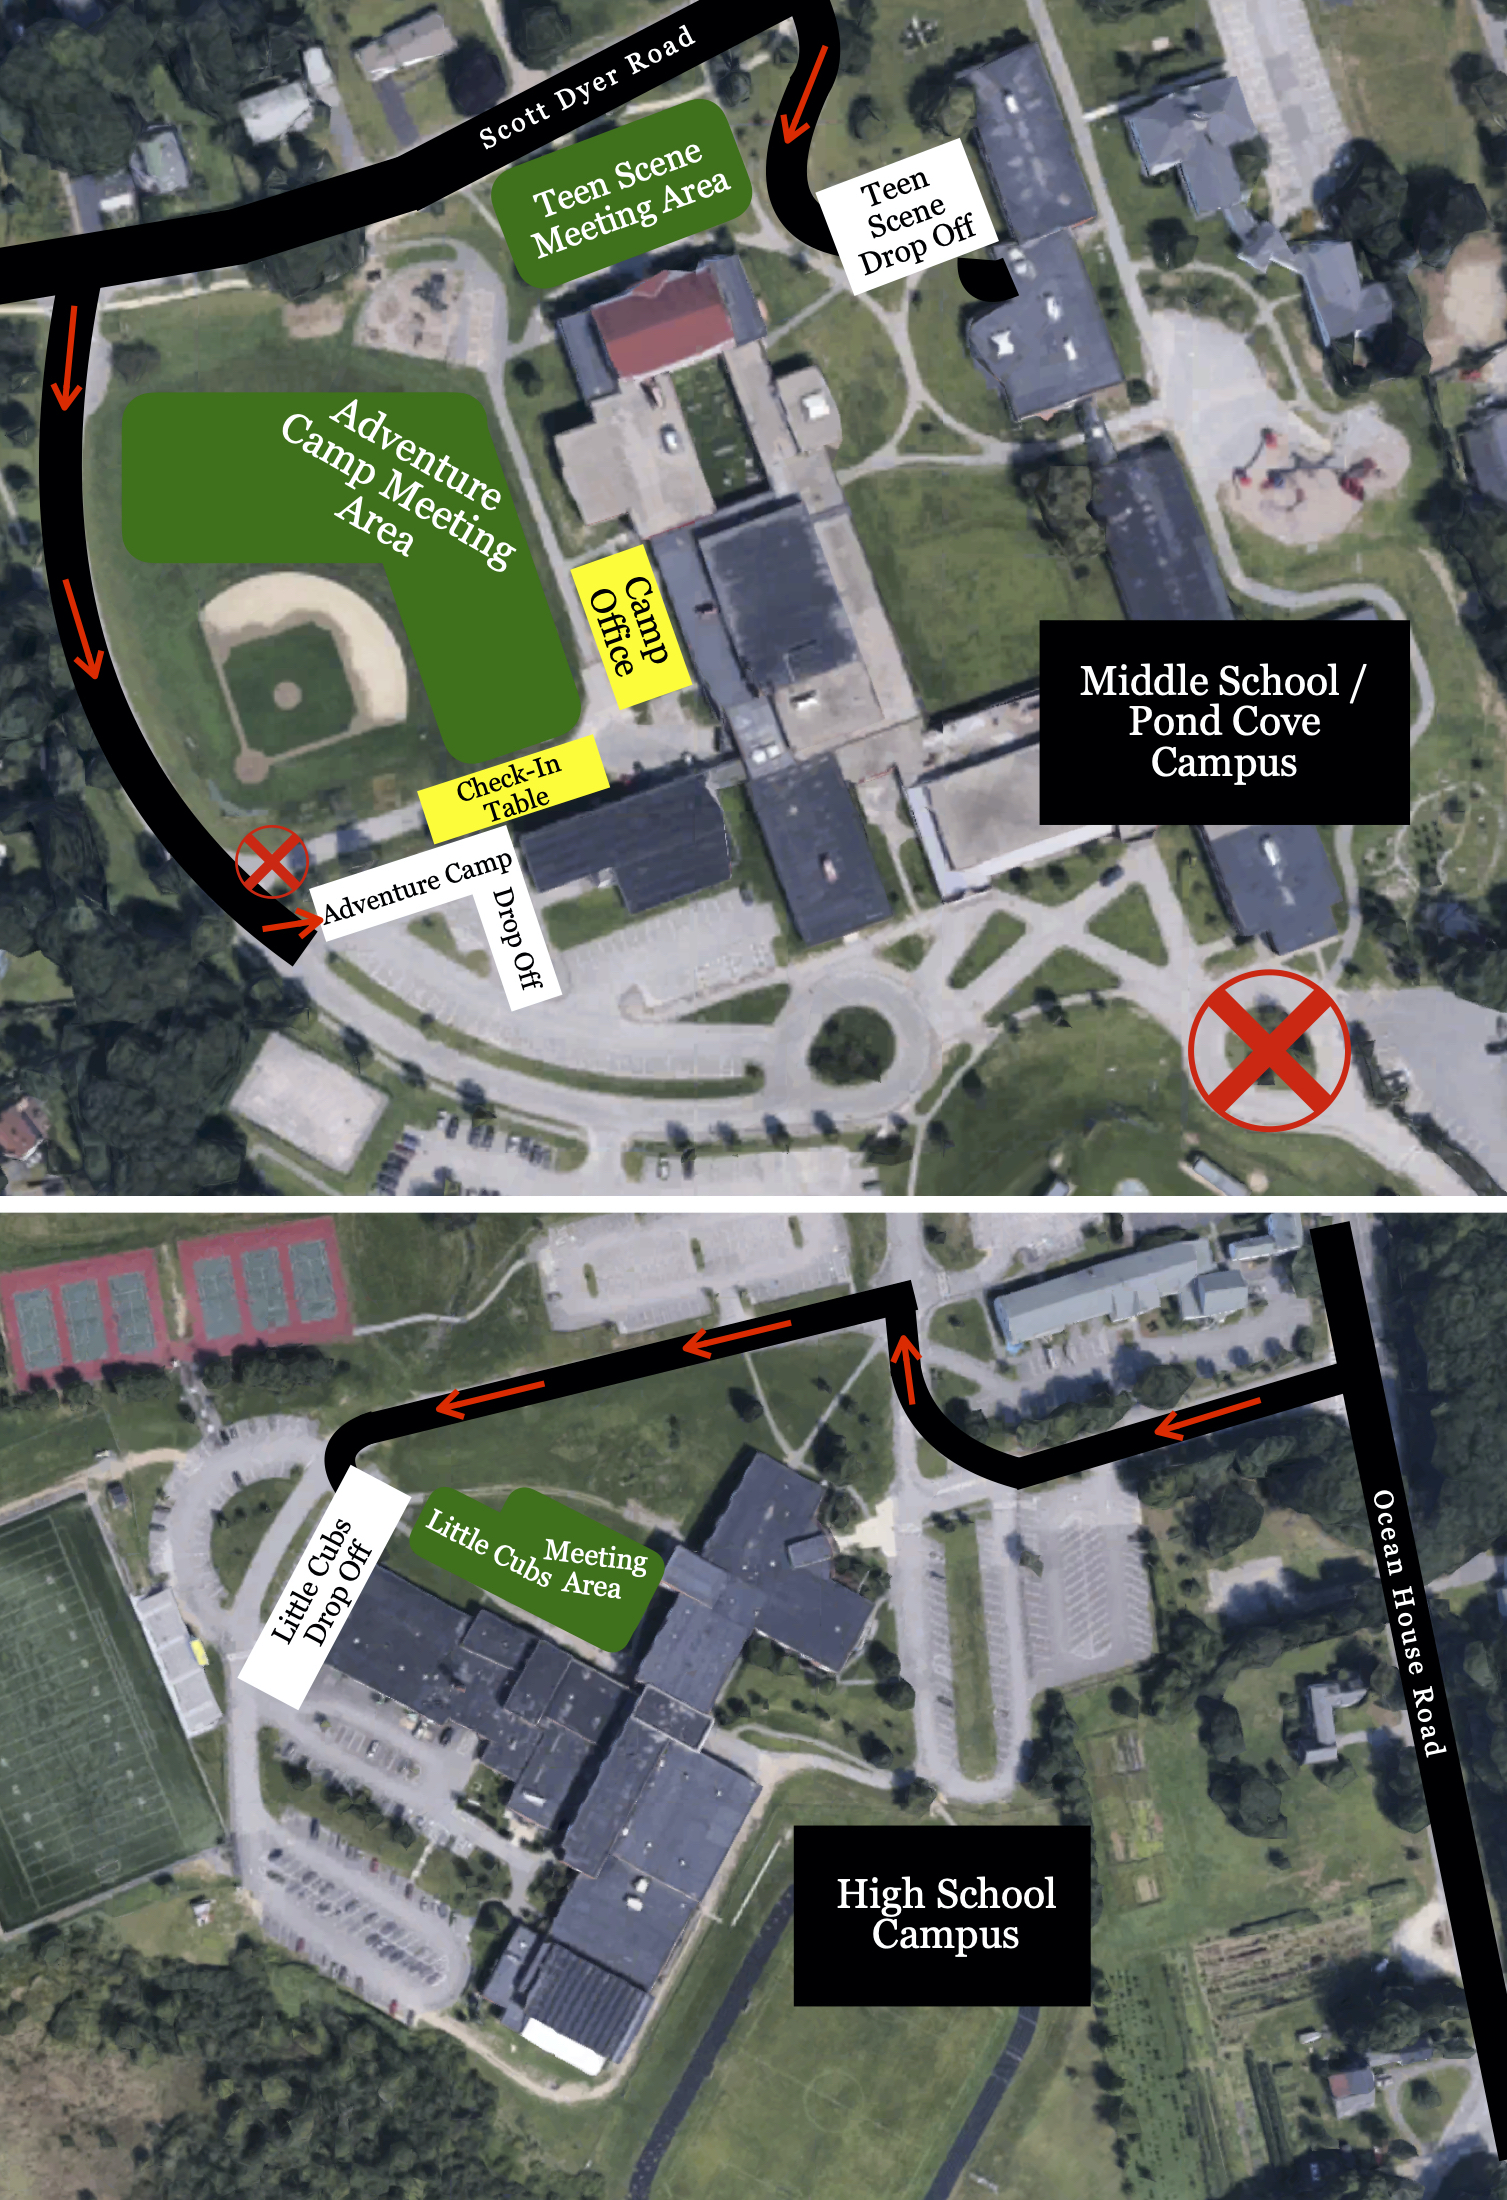 Scott Dyer Road
Teen Scene
Meeting Area
Teen
Scene
Drop Off
Adventure
Camp Meeting
Area
Camp
Office
Middle School /
Pond Cove
Campus
Check-In
Table
Adventure Camp
Drop Off
Little Cubs
Drop Off
Little Cubs Meeting
Area
Ocean House Road
High School
Campus